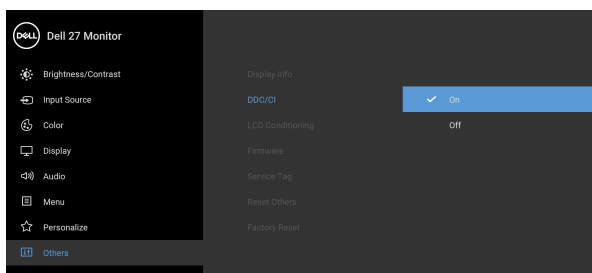 DELL Dell 27 Monitor
Brightness/Contrast Display Info
Input Source DDC/CI On
Color LCD Conditioning Off
Display Firmware
Audio Service Tag
Menu Reset Others
Personalize Factory Reset
Others